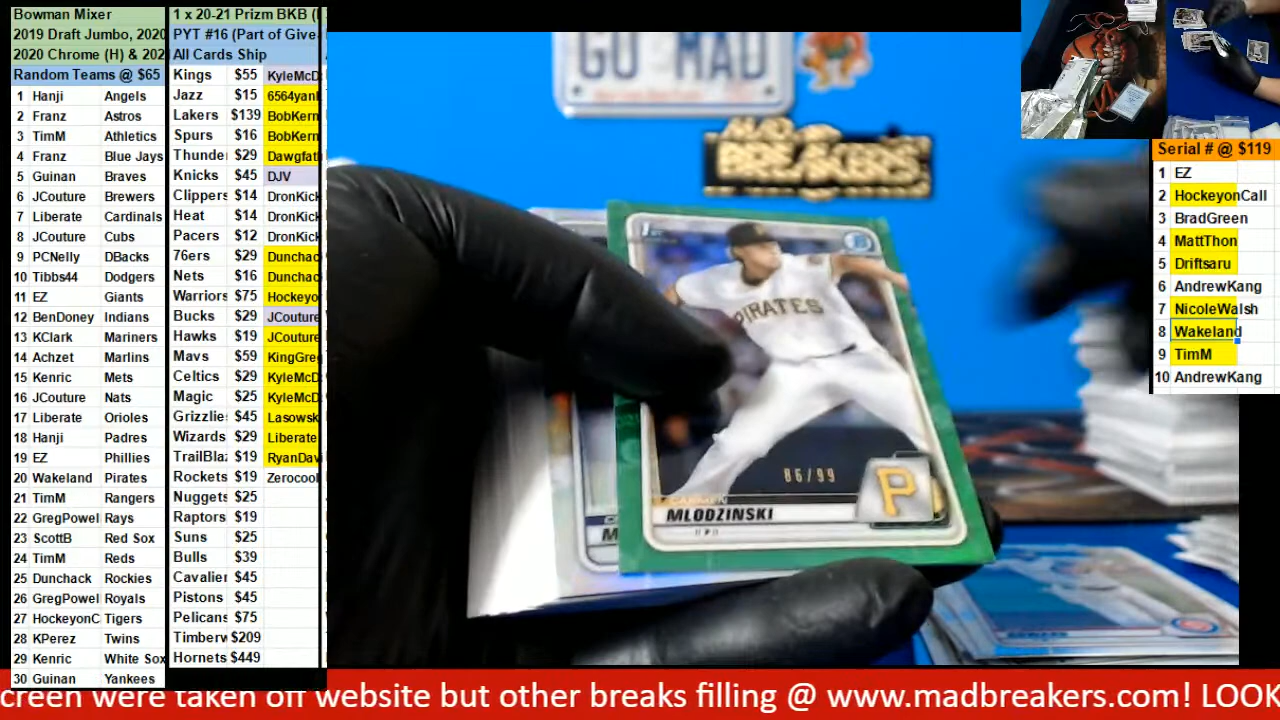 Bowman Mixer
2019 Draft Jumbo, 2020
2020 Chrome (H) & 202
Random Teams @ $65
1 Hanji Angels
2 Franz Astros
3 TimM Athletics
4 Franz Blue Jays
5 Guinan Braves
6 JCouture Brewers
7 Liberate Cardinals
8 JCouture Cubs
9 PCNelly DBacks
10 Tibbs44 Dodgers
11 EZ Giants
12 BenDoney Indians
13 KClark Mariners
14 Achzet Marlins
15 Kenric Mets
16 JCouture Nats
17 Liberate Orioles
18 Hanji Padres
19 EZ Phillies
20 Wakeland Pirates
21 TimM Rangers
22 GregPowel Rays
23 ScottB Red Sox
24 TimM Reds
25 Dunchack Rockies
26 GregPowel Royals
27 HockeyonC Tigers
28 KPerez Twins
29 Kenric White Sox
30 Guinan Yankees
1 x 20-21 Prizm BKB (
PYT #16 (Part of Give
All Cards Ship
Kings $55 KyleMcD
Jazz $15 6564yan
Lakers $139 BobKern
Spurs $16 BobKern
Thunde $29 Dawgfat
Knicks $45 DJV
Clippers $14 DronKick
Heat $14 DronKick
Pacers $12 DronKick
76ers $29 Dunchac
Nets $16 Dunchac
Warriors $75 Hockeyo
Bucks $29 JCouture
Hawks $19 JCouture
Mavs $59 KingGre
Celtics $29 KyleMcD
Magic $25 KyleMcD
Grizzlie $45 Lasowsk
Wizards $29 Liberate
TrailBlaz $19 RyanDav
Rockets $19 Zerocool
Nuggets $25
Raptors $19
Suns $25
Bulls $39
Cavalier $45
Pistons $45
Pelicans $75
Timberw $209
Hornets $449
GO MAD
MAD
BREAKERS
1st
PIRATES
86/99
CARMEN
MLODZINSKI
P
M
Serial # @ $119
1 EZ
2 HockeyonCall
3 BradGreen
4 MattThon
5 Driftsaru
6 AndrewKang
7 NicoleWalsh
8 Wakeland
9 TimM
10 AndrewKang
creen were taken off website but other breaks filling @ www.madbreakers.com! LOOK